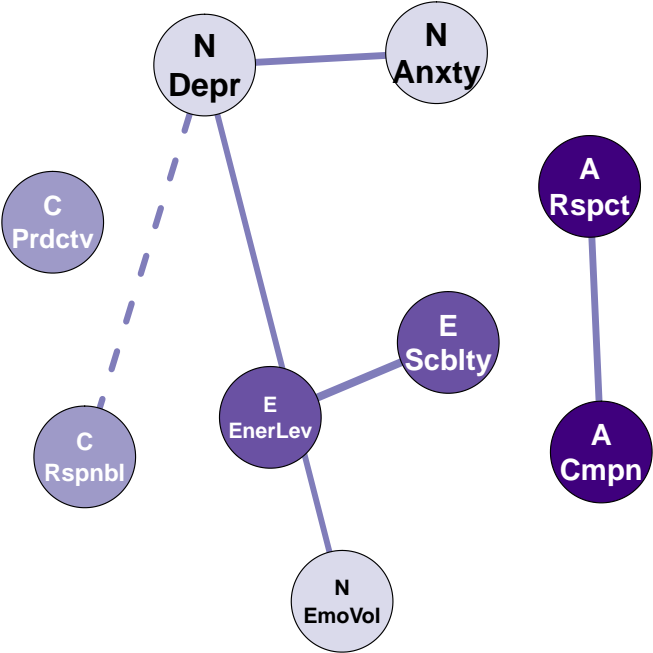 N
Depr
N
Anxty
A
Rspct
C
Prdctv
E
Scblty
E
EnerLev
C
Rspnbl
A
Cmpn
N
EmoVol